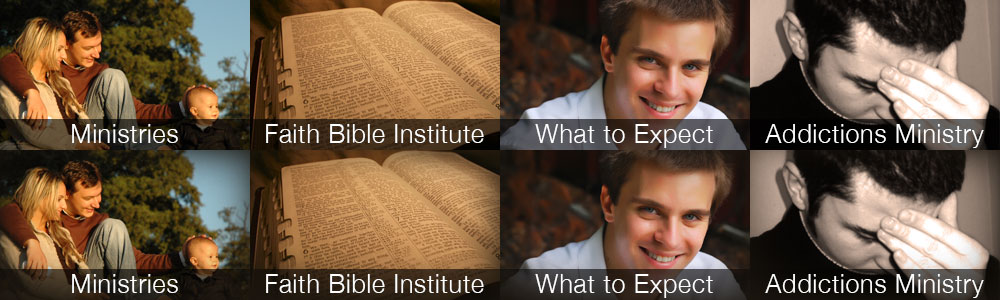 Ministries
Faith Bible Institute
What to Expect
Addictions Ministry
Ministries
Faith Bible Institute
What to Expect
Addictions Ministry